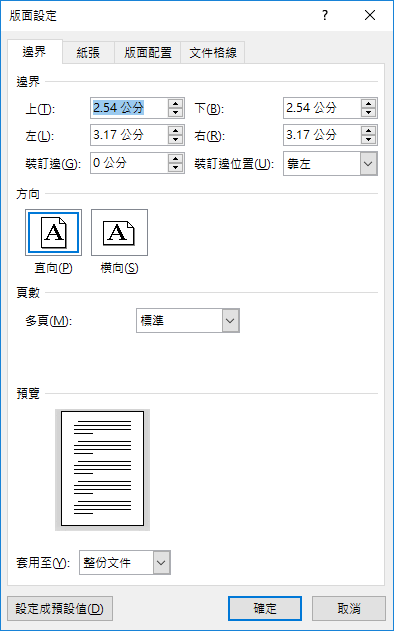 版面設定 ? ×
邊界 紙張 版面配置 文件格線
邊界
上(T): 2.54 公分 下(B): 2.54 公分
左(L): 3.17 公分 右(R): 3.17 公分
裝訂邊(G): 0 公分 裝訂邊位置(U): 靠左
方向
A A
直向(P) 橫向(S)
頁數
多頁(M): 標準
預覽
套用至(Y): 整份文件
設定成預設值(D) 確定 取消